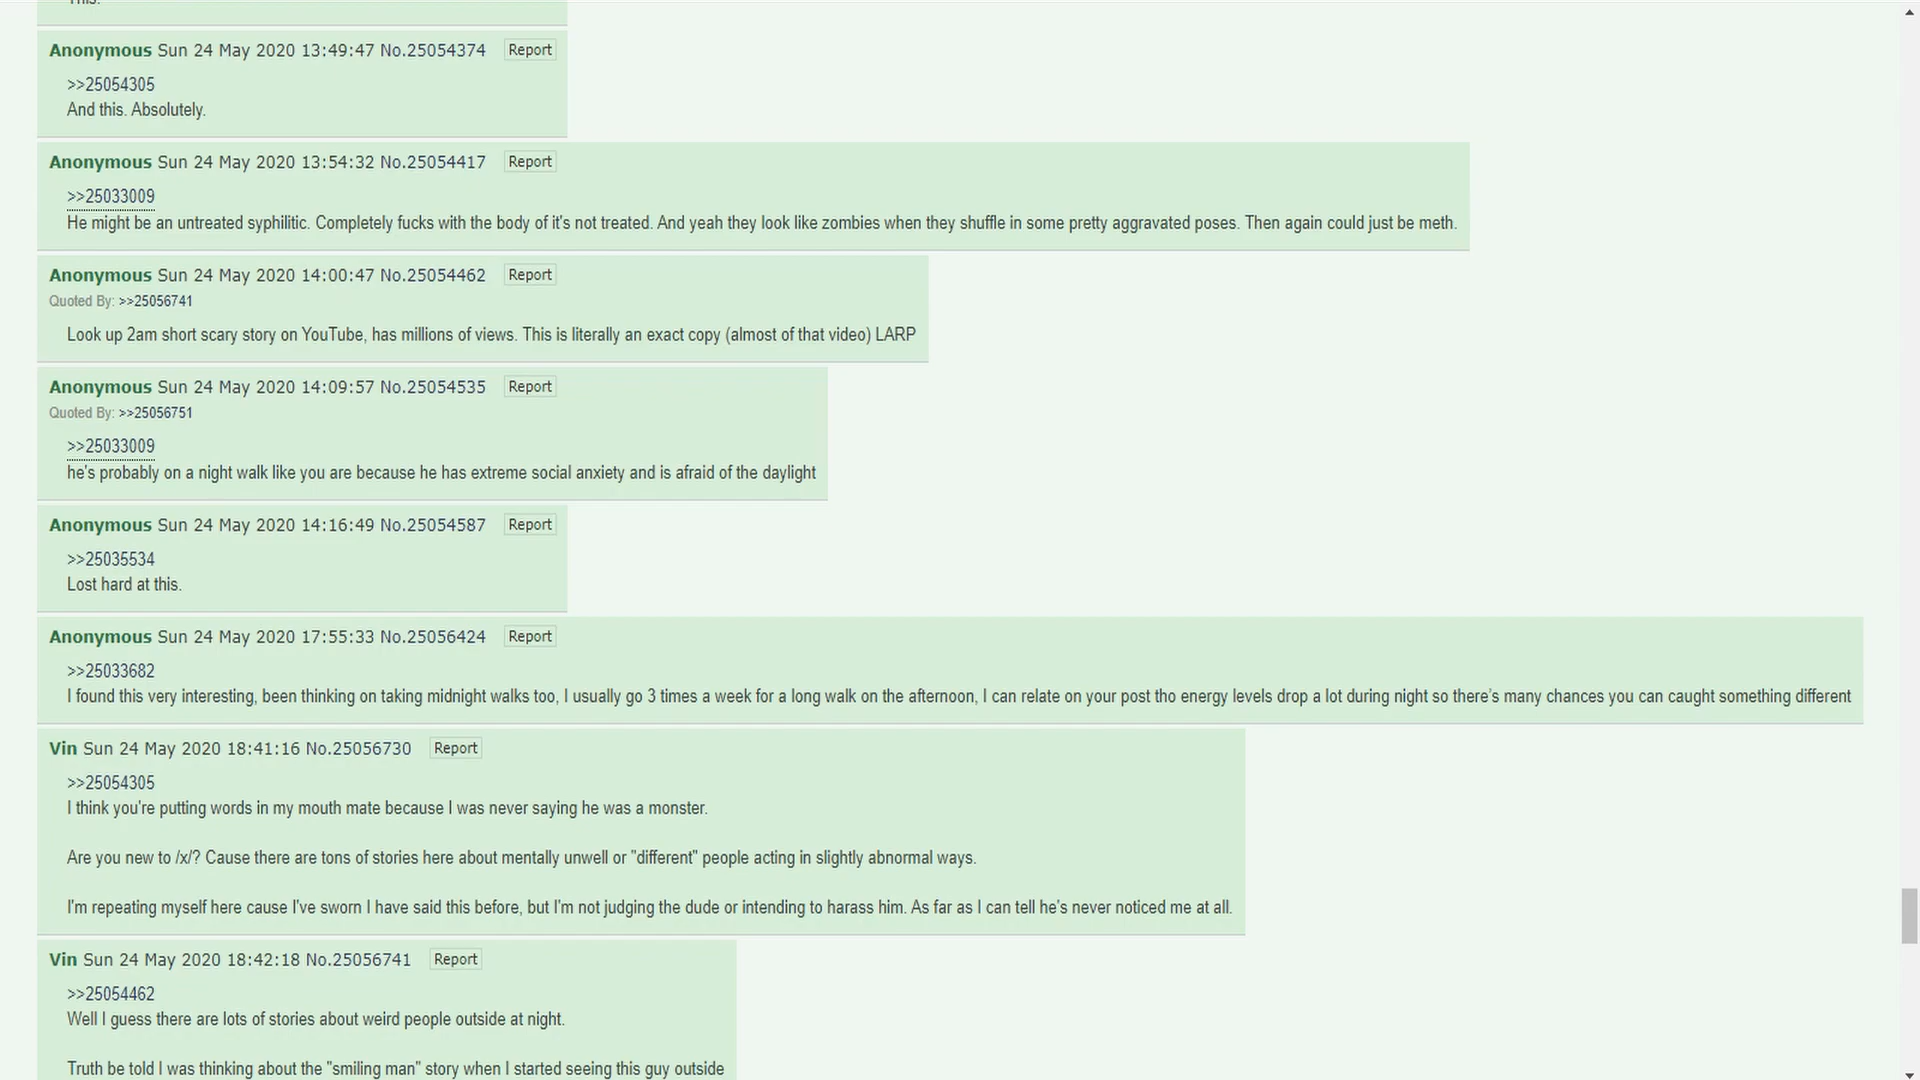 This.
Anonymous Sun 24 May 2020 13:49:47 No.25054374 Report
>>25054305
And this. Absolutely.
Anonymous Sun 24 May 2020 13:54:32 No.25054417 Report
>>25033009
He might be an untreated syphilitic. Completely fucks with the body of it's not treated. And yeah they look like zombies when they shuffle in some pretty aggravated poses. Then again could just be meth.
Anonymous Sun 24 May 2020 14:00:47 No.25054462 Report
Quoted By: >>25056741
Look up 2am short scary story on YouTube, has millions of views. This is literally an exact copy (almost of that video) LARP
Anonymous Sun 24 May 2020 14:09:57 No.25054535 Report
Quoted By: >>25056751
>>25033009
he's probably on a night walk like you are because he has extreme social anxiety and is afraid of the daylight
Anonymous Sun 24 May 2020 14:16:49 No.25054587 Report
>>25035534
Lost hard at this.
Anonymous Sun 24 May 2020 17:55:33 No.25056424 Report
>>25033682
I found this very interesting, been thinking on taking midnight walks too, I usually go 3 times a week for a long walk on the afternoon, I can relate on your post tho energy levels drop a lot during night so there's many chances you can caught something different
Vin Sun 24 May 2020 18:41:16 No.25056730 Report
>>25054305
I think you're putting words in my mouth mate because I was never saying he was a monster.
Are you new to /x/? Cause there are tons of stories here about mentally unwell or "different" people acting in slightly abnormal ways.
I'm repeating myself here cause I've sworn I have said this before, but I'm not judging the dude or intending to harass him. As far as I can tell he's never noticed me at all.
Vin Sun 24 May 2020 18:42:18 No.25056741 Report
>>25054462
Well I guess there are lots of stories about weird people outside at night.
Truth be told I was thinking about the "smiling man" story when I started seeing this guy outside